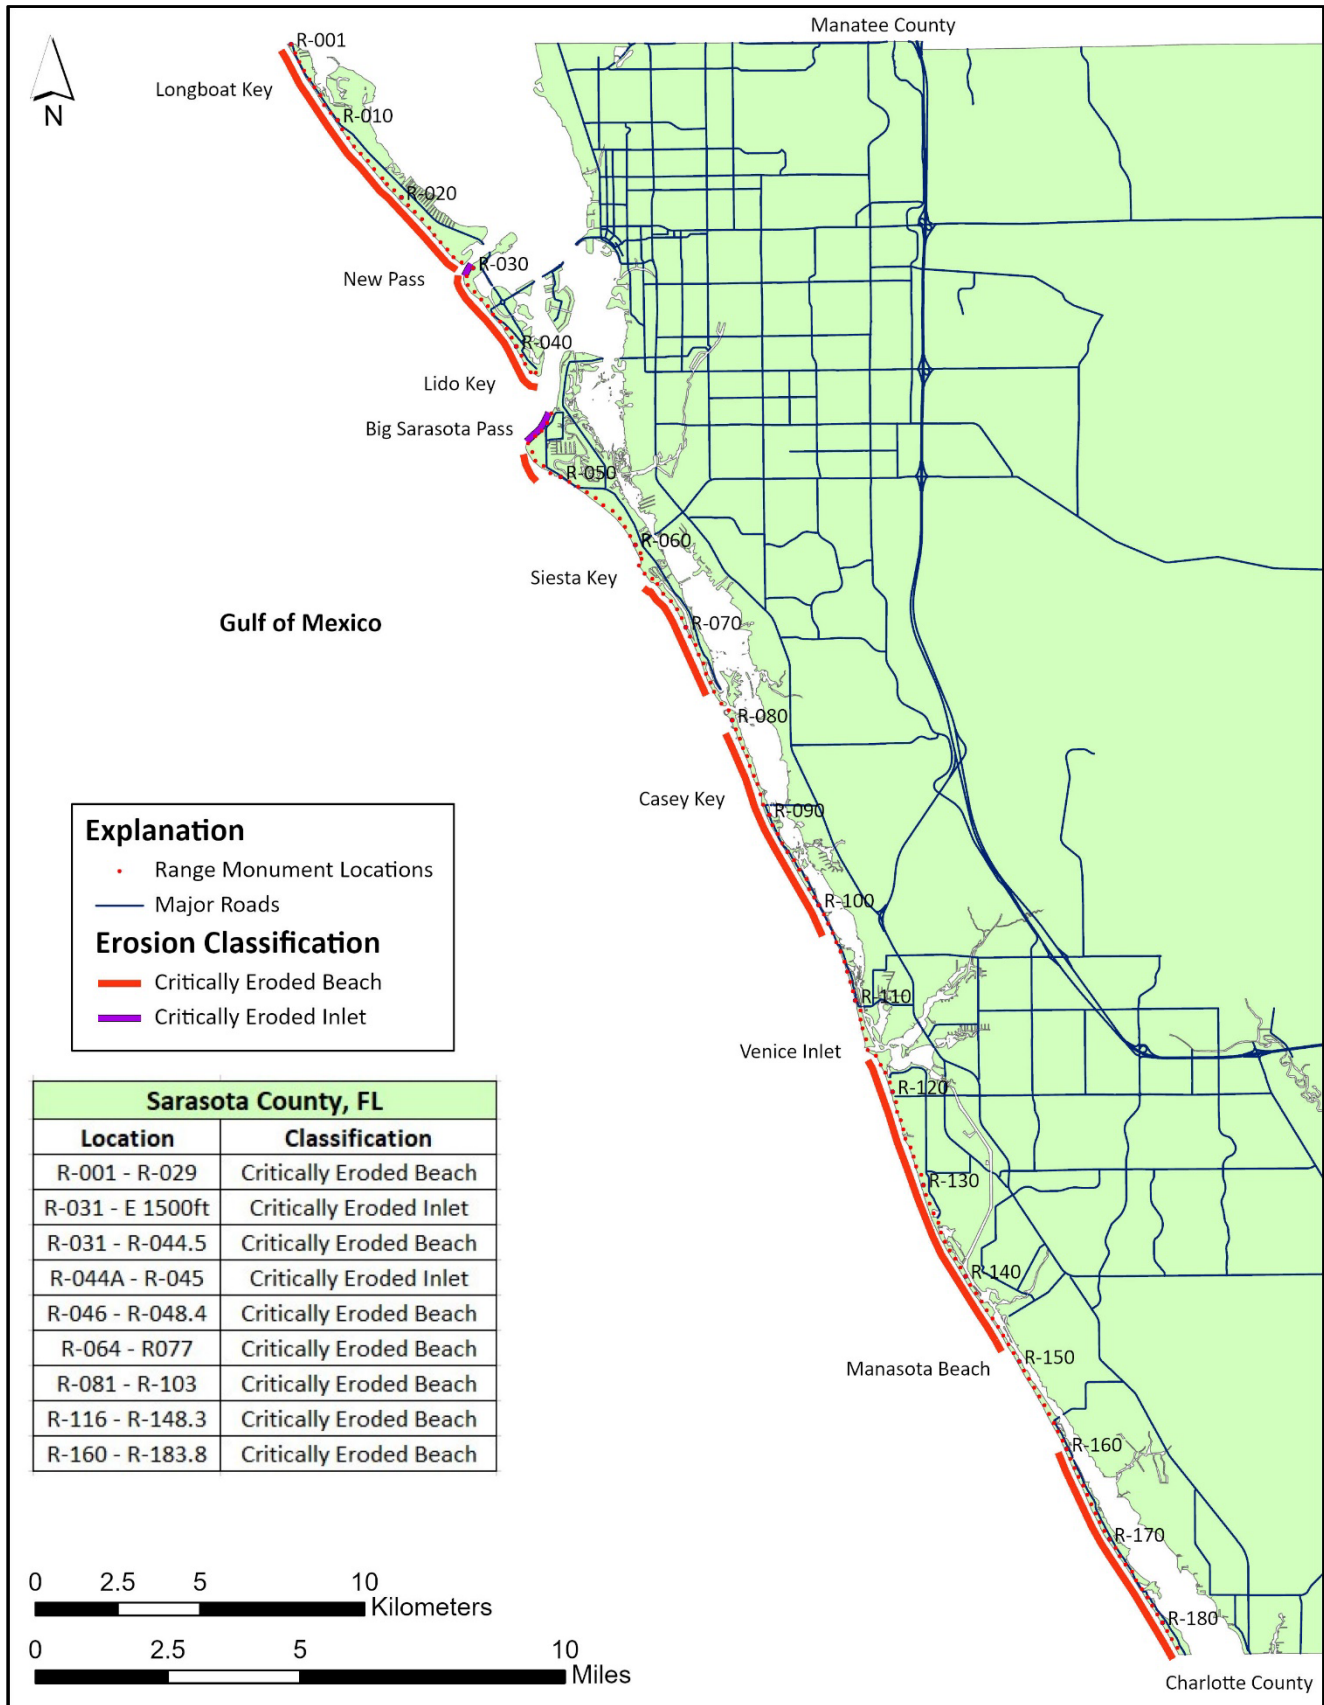 Manatee County
R-001
Longboat Key
N
R-010
R-020
R-030
New Pass
R-040
Lido Key
Big Sarasota Pass
R-050
R-060
Siesta Key
Gulf of Mexico
R-070
R-080
Casey Key
R-090
R-100
R-110
Venice Inlet
R-120
R-130
R-140
R-150
Manasota Beach
R-160
R-170
R-180
Charlotte County
Explanation
Range Monument Locations
Major Roads
Erosion Classification
Critically Eroded Beach
Critically Eroded Inlet
Sarasota County, FL
Location Classification
R-001 - R-029 Critically Eroded Beach
R-031 - E 1500ft Critically Eroded Inlet
R-031 - R-044.5 Critically Eroded Beach
R-044A - R-045 Critically Eroded Inlet
R-046 - R-048.4 Critically Eroded Beach
R-064 - R077 Critically Eroded Beach
R-081 - R-103 Critically Eroded Beach
R-116 - R-148.3 Critically Eroded Beach
R-160 - R-183.8 Critically Eroded Beach
0 2.5 5 10
Kilometers
0 2.5 5 10
Miles